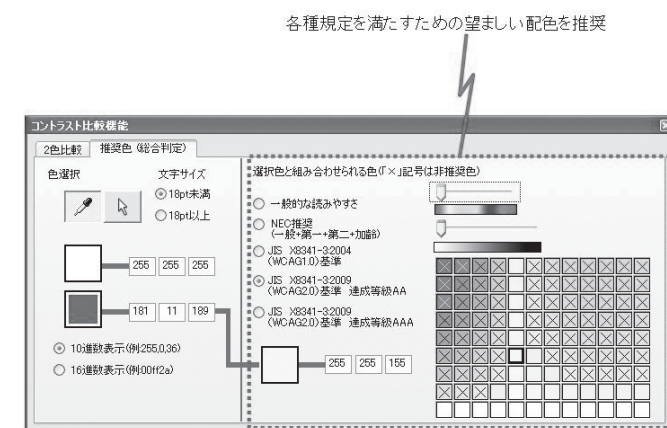 各種規定を満たすための望ましい配色を推奨
コントラスト比較機能
2色比較 推奨色(総合判定)
色選択 文字サイズ
18pt未満
18pt以上
255 255 255
181 11 189
10進数表示(例:255,0,36)
16進数表示(例:00ff2a)
選択色と組み合わせられる色(「×」記号は非推奨色)
一般的な読みやすさ
NEC推奨
(一般+第一+第二+加齢)
JIS X8341-3:2004
(WCAG1.0)基準
JIS X8341-3:2009
(WCAG2.0)基準 達成等級AA
JIS X8341-3:2009
(WCAG2.0)基準 達成等級AAA
255 255 155